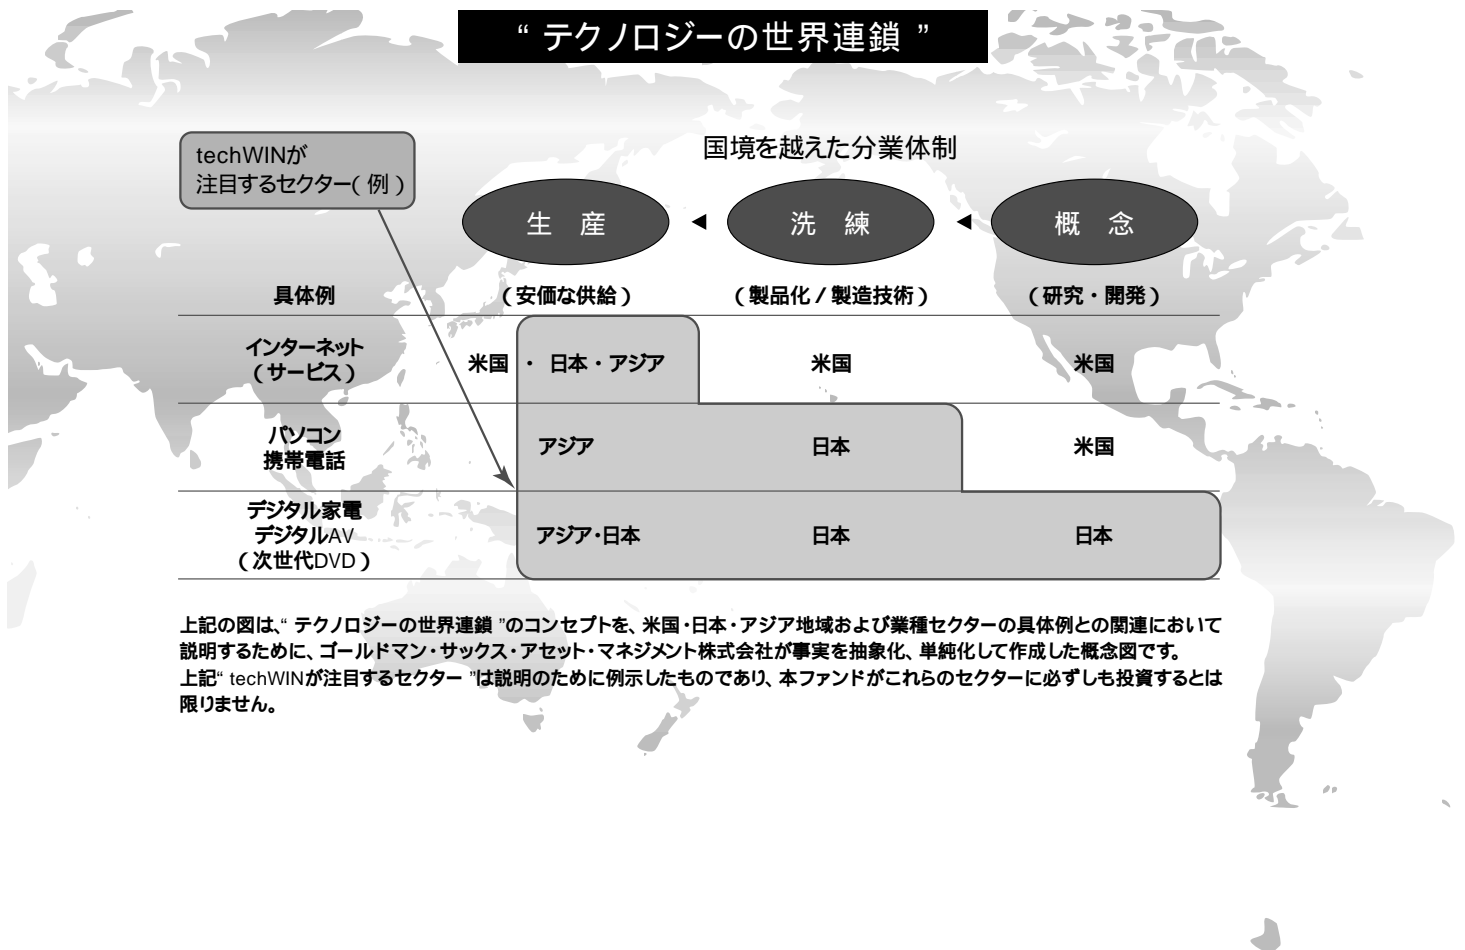 “ テクノロジーの世界連鎖 ”
techWINが
注目するセクター( 例 )
国境を越えた分業体制
生 産 ◀ 洗 練 ◀ 概 念
具体例 ( 安価な供給 ) ( 製品化 / 製造技術 ) ( 研究・開発 )
インターネット
( サービス )
米国 ・ 日本・アジア 米国 米国
パソコン
携帯電話
アジア 日本 米国
デジタル家電
デジタルAV
( 次世代DVD )
アジア・日本 日本 日本
上記の図は、“ テクノロジーの世界連鎖 ”のコンセプトを、米国・日本・アジア地域および業種セクターの具体例との関連において
説明するために、ゴールドマン・サックス・アセット・マネジメント株式会社が事実を抽象化、単純化して作成した概念図です。
上記“ techWINが注目するセクター ”は説明のために例示したものであり、本ファンドがこれらのセクターに必ずしも投資するとは
限りません。